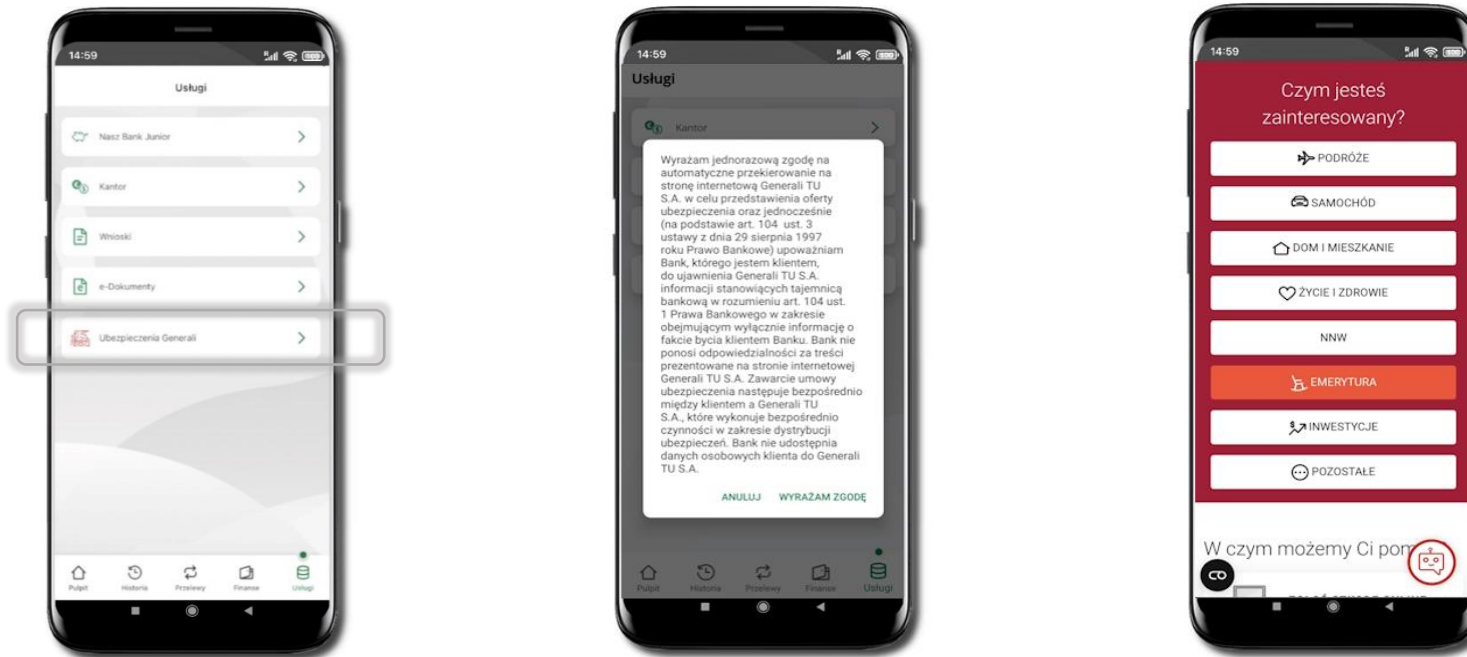 14:59
Usługi
Nasz Bank Junior
Kantor
Wnioski
e-Dokumenty
Ubezpieczenia Generali
Pulpit
Historia
Przelewy
Finanse
Usługi
14:59
Usługi
Kantor
Wyrażam jednorazową zgodę na
automatyczne przekierowanie na
stronę internetową Generali TU
S.A. w celu przedstawienia oferty
ubezpieczenia oraz jednocześnie
(na podstawie art. 104 ust. 3
ustawy z dnia 29 sierpnia 1997
roku Prawo Bankowe) upoważniam
Bank, którego jestem klientem,
do ujawnienia Generali TU S.A.
informacji stanowiących tajemnicą
bankową w rozumieniu art. 104 ust.
1 Prawa Bankowego w zakresie
obejmującym wyłącznie informację o
fakcie bycia klientem Banku. Bank nie
ponosi odpowiedzialności za treści
prezentowane na stronie internetowej
Generali TU S.A. Zawarcie umowy
ubezpieczenia następuje bezpośrednio
między klientem a Generali TU
S.A., które wykonuje bezpośrednio
czynności w zakresie dystrybucji
ubezpieczeń. Bank nie udostępnia
danych osobowych klienta do Generali
TU S.A.
ANULUJ WYRAŻAM ZGODĘ
Pulpit
Historia
Przelewy
Finanse
Usługi
14:59
Czym jesteś
zainteresowany?
PODRÓŻE
SAMOCHÓD
DOM I MIESZKANIE
ŻYCIE I ZDROWIE
NNW
EMERYTURA
INWESTYCJE
POZOSTAŁE
W czym możemy Ci pom